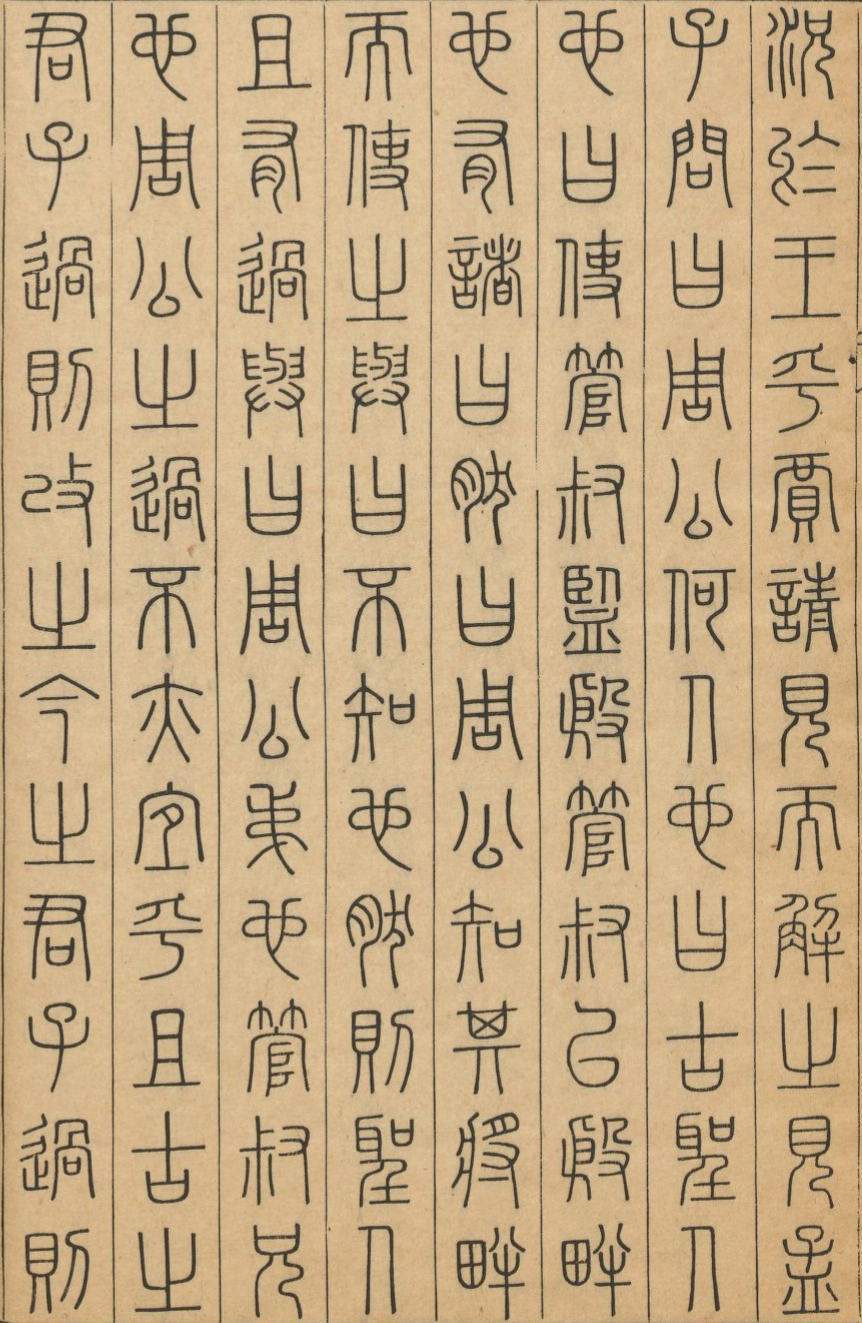 況於王乎賈請見而解之見孟
子問曰周公何人也曰古聖人
也曰使管叔監殷管叔以殷畔
也有諸曰然曰周公知其將畔
而使之與曰不知也然則聖人
且有過與曰周公弟也管叔兄
也周公之過不亦宜乎且古之
君子過則改之今之君子過則